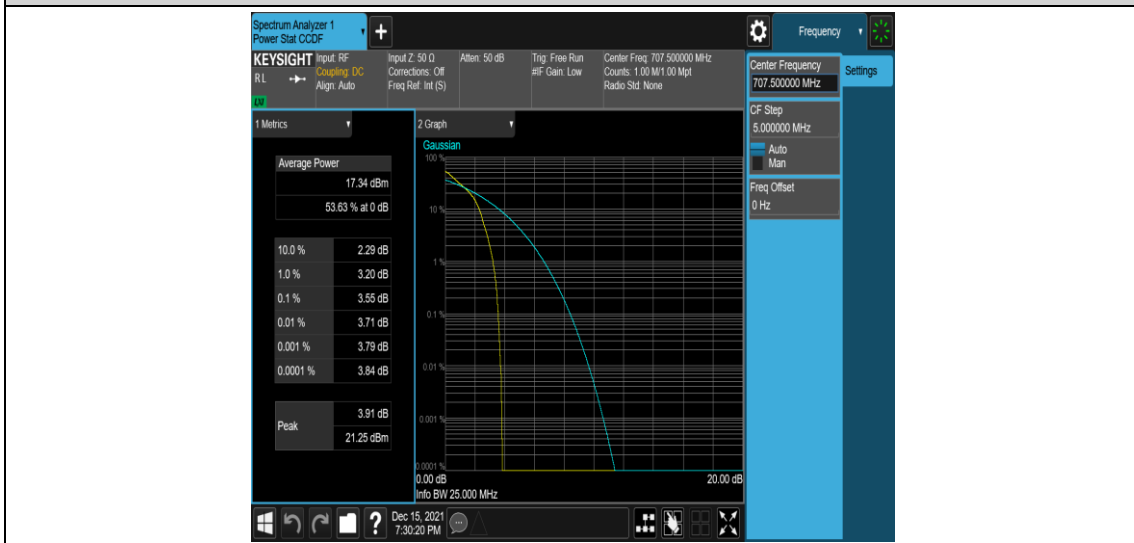 Spectrum Analyzer 1
Power Stat CCDF
+
Frequency
KEYSIGHT
RL
Input: RF
Coupling: DC
Align: Auto
Input Z: 50 Ω
Corrections: Off
Freq Ref: Int (S)
Atten: 50 dB
Trig: Free Run
#IF Gain: Low
Center Freq: 707.500000 MHz
Counts: 1.00 M/1.00 Mpt
Radio Std: None
Center Frequency
707.500000 MHz
Settings
CF Step
5.000000 MHz
Auto
Man
Freq Offset
0 Hz
1 Metrics
Average Power
17.34 dBm
53.63 % at 0 dB
10.0 % 2.29 dB
1.0 % 3.20 dB
0.1 % 3.55 dB
0.01 % 3.71 dB
0.001 % 3.79 dB
0.0001 % 3.84 dB
Peak
3.91 dB
21.25 dBm
2 Graph
Gaussian
100 %
10 %
1 %
0.1 %
0.01 %
0.001 %
0.0001 %
0.00 dB
20.00 dB
Info BW 25.000 MHz
?
Dec 15, 2021
7:30:20 PM